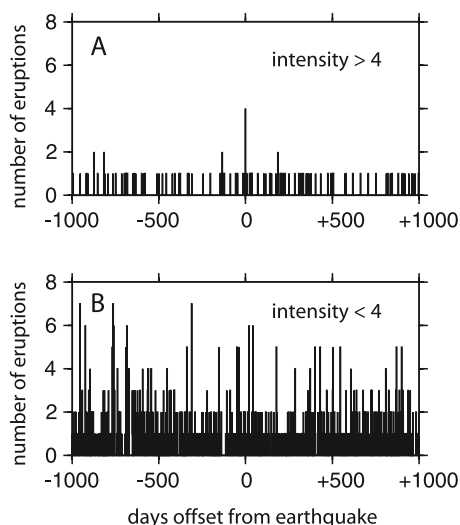 8
6
4
2
0
number of eruptions
A
intensity > 4
-1000
-500
0
+500
+1000
8
6
4
2
0
number of eruptions
B
intensity < 4
-1000
-500
0
+500
+1000
days offset from earthquake